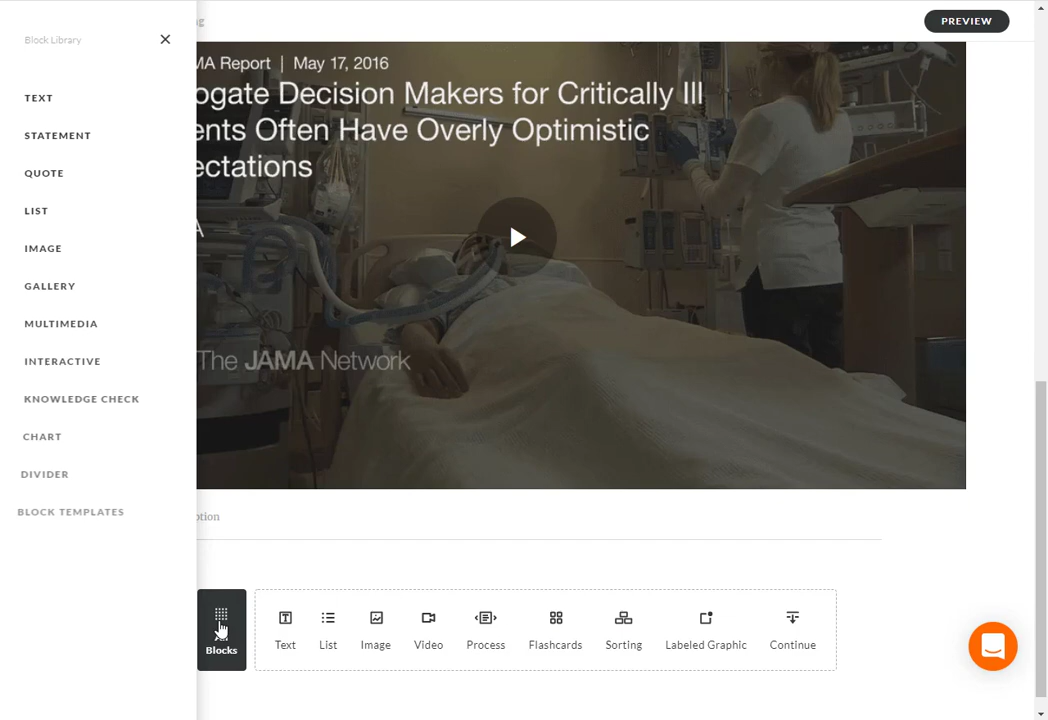 Block Library
PREVIEW
TEXT
STATEMENT
QUOTE
LIST
IMAGE
GALLERY
MULTIMEDIA
INTERACTIVE
KNOWLEDGE CHECK
CHART
DIVIDER
BLOCK TEMPLATES
MA Report | May 17, 2016
ogate Decision Makers for Critically Ill
ents Often Have Overly Optimistic
ectations
A
The JAMA Network
ption
Blocks
Text
List
Image
Video
Process
Flashcards
Sorting
Labeled Graphic
Continue